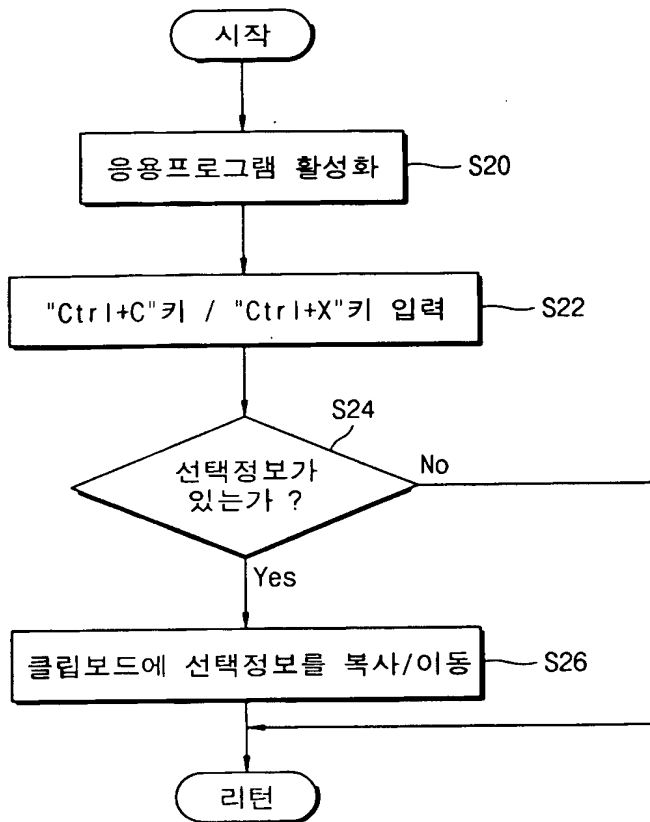 시작
응용프로그램 활성화
S20
"Ctrl+C"키 / "Ctrl+X"키 입력
S22
S24
선택정보가
있는가 ?
No
Yes
클립보드에 선택정보를 복사/이동
S26
리턴